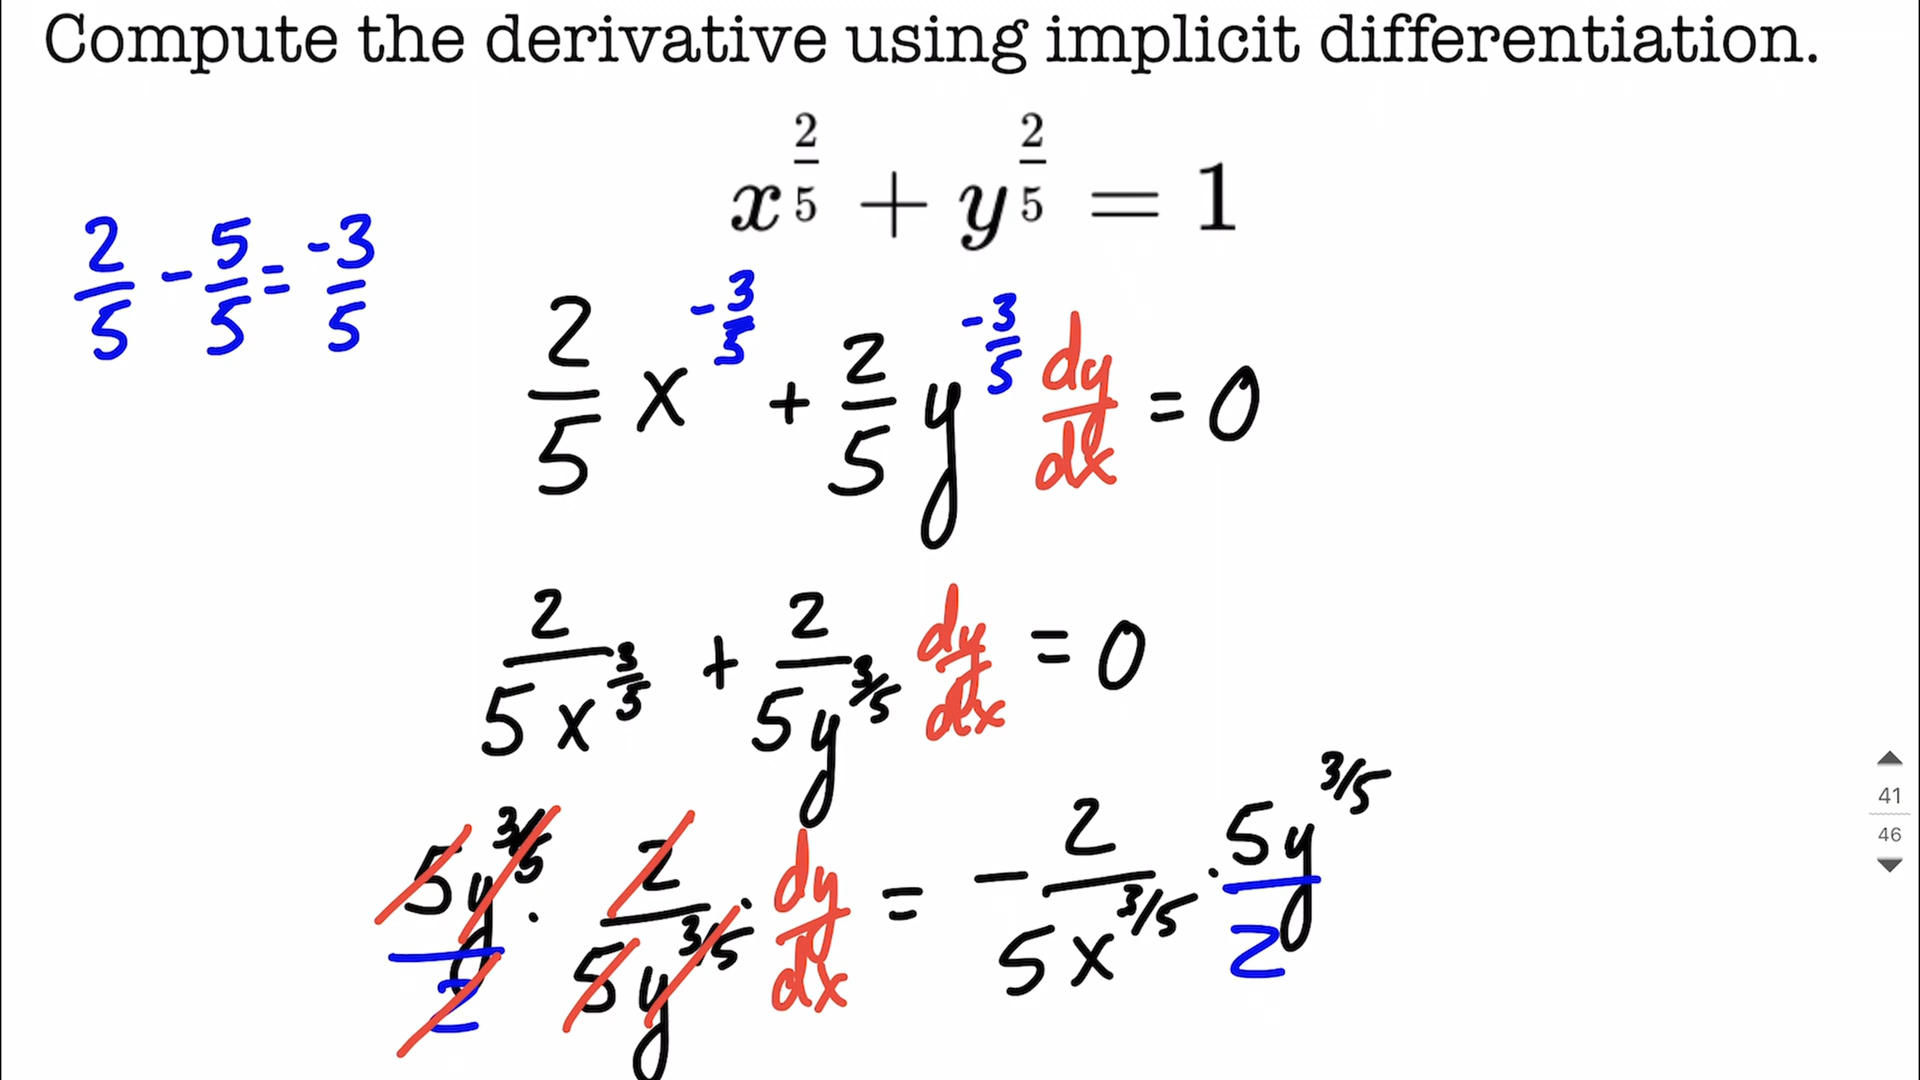 Compute the derivative using implicit differentiation.
x^{2/5} + y^{2/5} = 1
2/5 - 5/5 = -3/5
2/5 x^{-3/5} + 2/5 y^{-3/5} dy/dx = 0
2/(5x^{3/5}) + 2/(5y^{3/5}) dy/dx = 0
5y^{3/5}/2 · 2/(5y^{3/5}) · dy/dx = - 2/(5x^{3/5}) · 5y^{3/5}/2
41
46